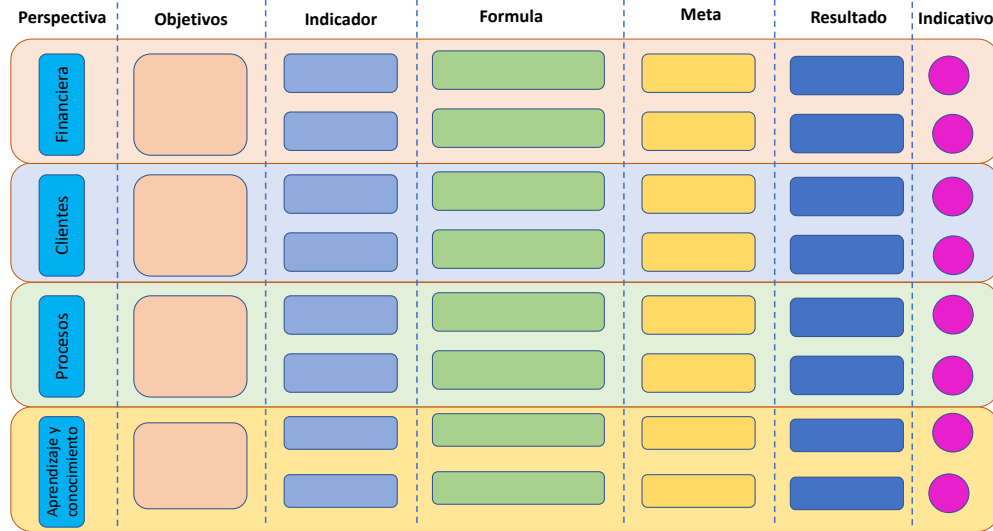 Perspectiva Objetivos Indicador Formula Meta Resultado Indicativo
Financiera
Clientes
Procesos
Aprendizaje y
conocimiento